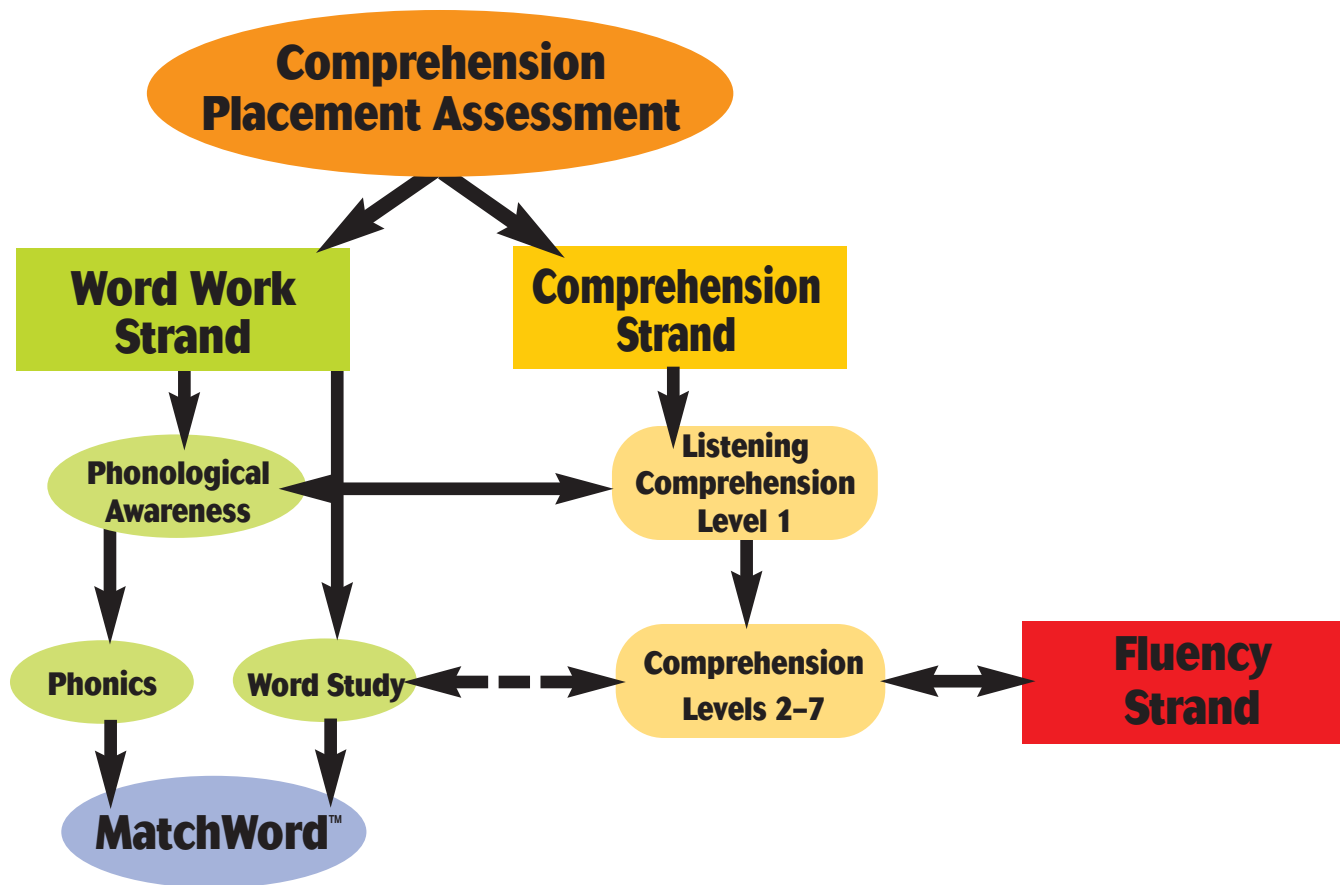 Comprehension
Placement Assessment
Word Work
Strand
Comprehension
Strand
Phonological
Awareness
Listening
Comprehension
Level 1
Phonics
Word Study
Comprehension
Levels 2–7
Fluency
Strand
MatchWord™